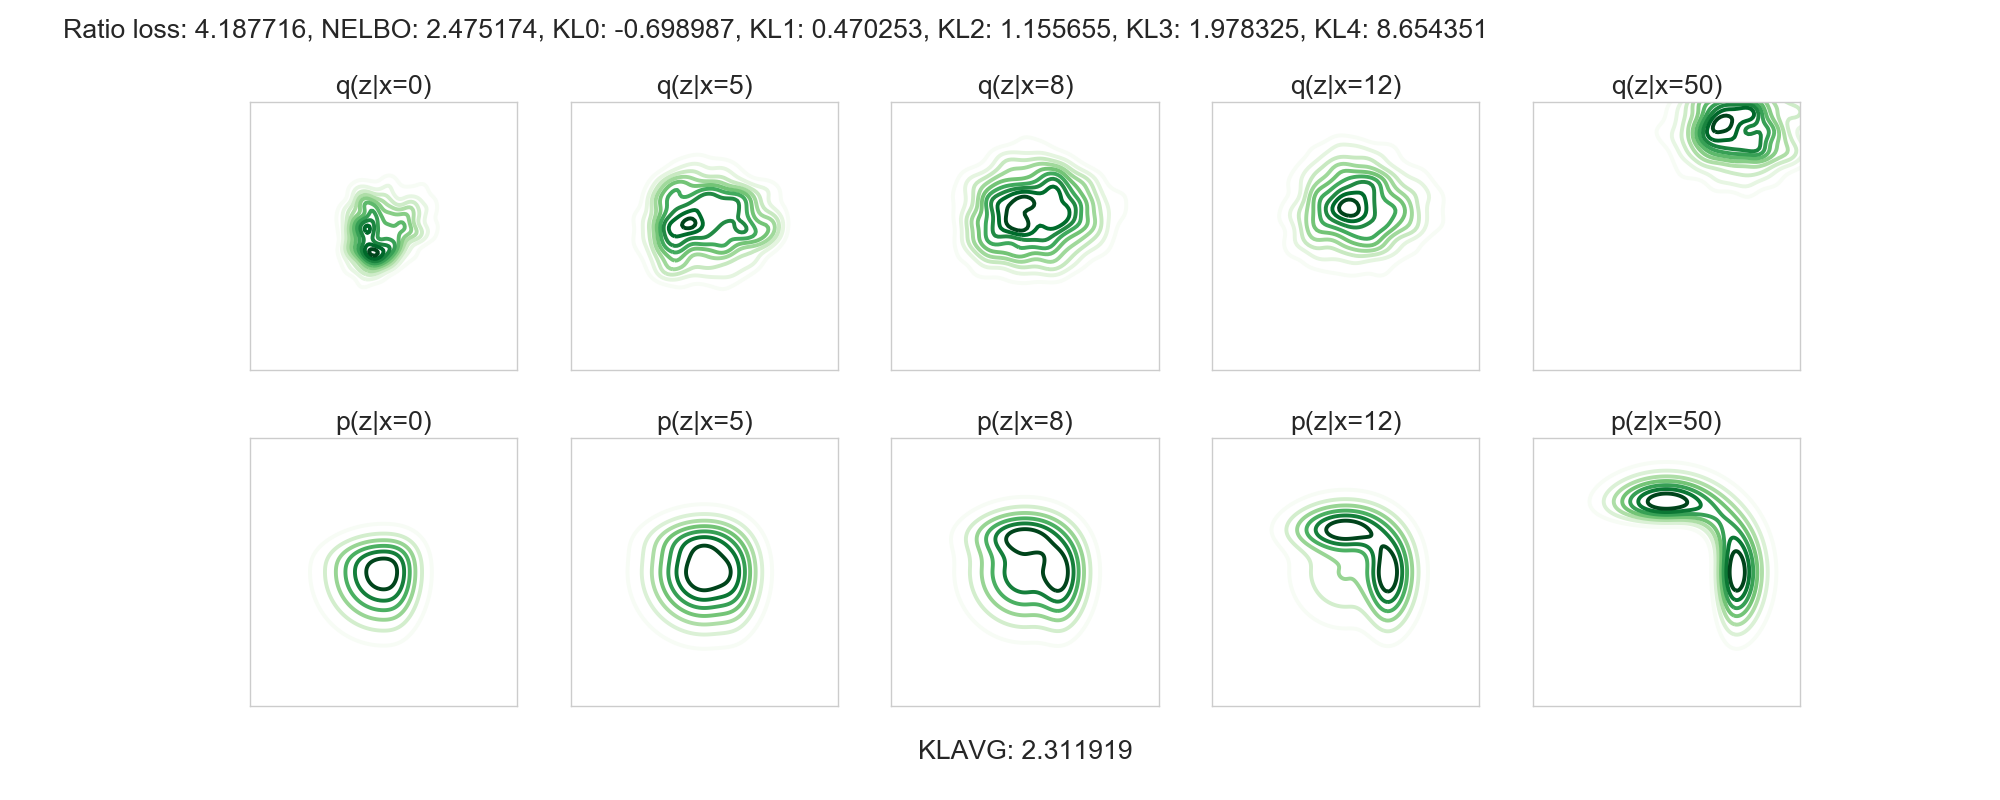 Ratio loss: 4.187716, NELBO: 2.475174, KL0: -0.698987, KL1: 0.470253, KL2: 1.155655, KL3: 1.978325, KL4: 8.654351
q(z|x=0) q(z|x=5) q(z|x=8) q(z|x=12) q(z|x=50)
p(z|x=0) p(z|x=5) p(z|x=8) p(z|x=12) p(z|x=50)
KLAVG: 2.311919